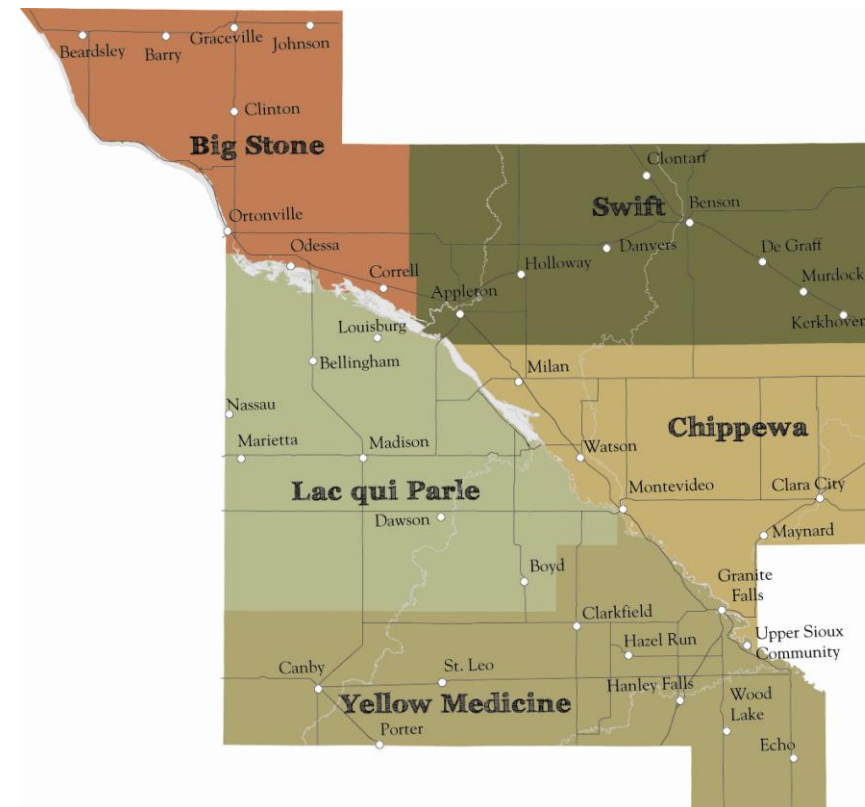 Graceville
Johnson
Beardsley
Barry
Clinton
Big Stone
Clontarf
Swift
Benson
Ortonville
Danvers
De Graff
Odessa
Holloway
Correll
Murdock
Appleton
Kerkhoven
Louisburg
Bellingham
Milan
Nassau
Chippewa
Marietta
Madison
Watson
Lac qui Parle
Montevideo
Clara City
Dawson
Maynard
Boyd
Granite
Falls
Clarkfield
Hazel Run
Upper Sioux
Community
Canby
St. Leo
Hanley Falls
Wood
Lake
Yellow Medicine
Porter
Echo